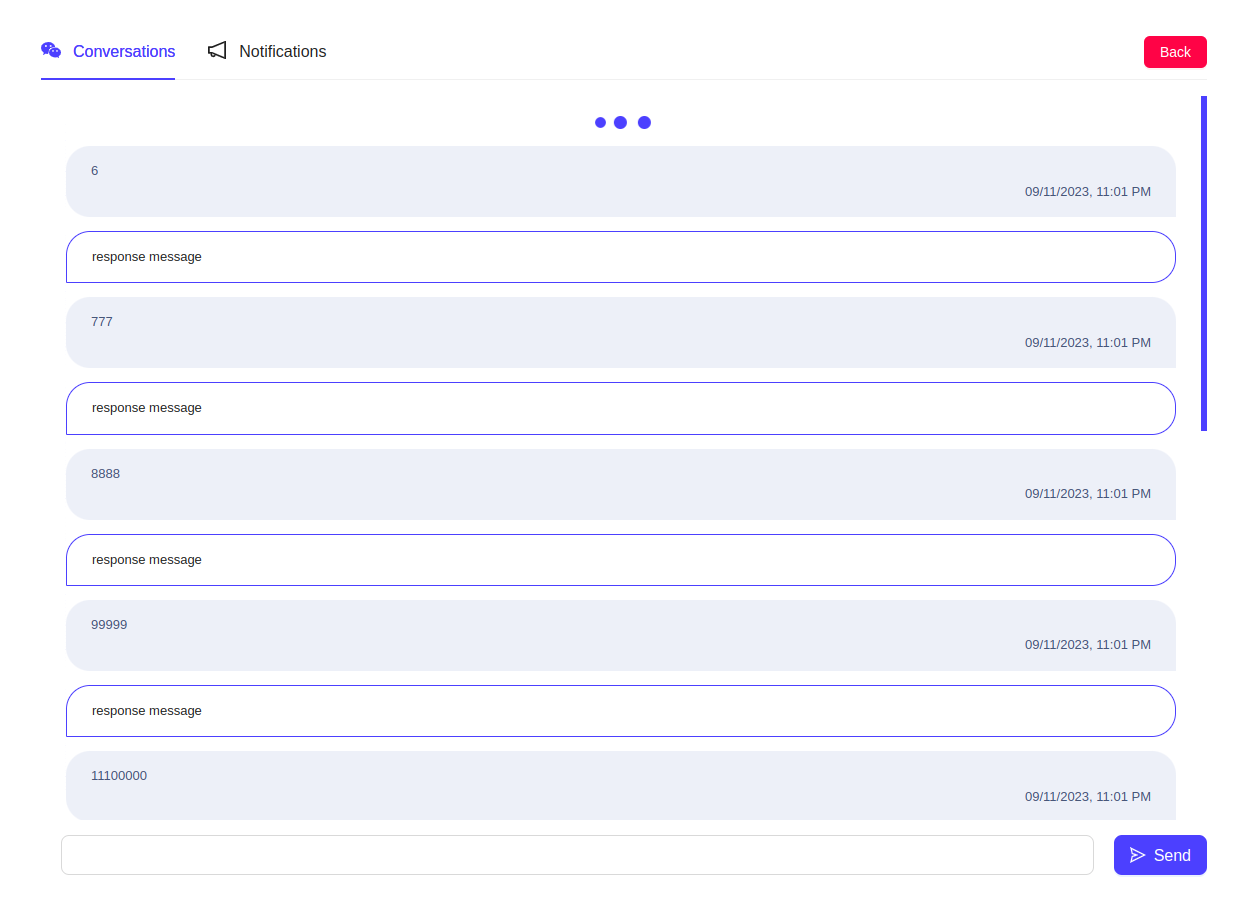 Conversations
Notifications
Back
6
09/11/2023, 11:01 PM
response message
777
09/11/2023, 11:01 PM
response message
8888
09/11/2023, 11:01 PM
response message
99999
09/11/2023, 11:01 PM
response message
11100000
09/11/2023, 11:01 PM
Send